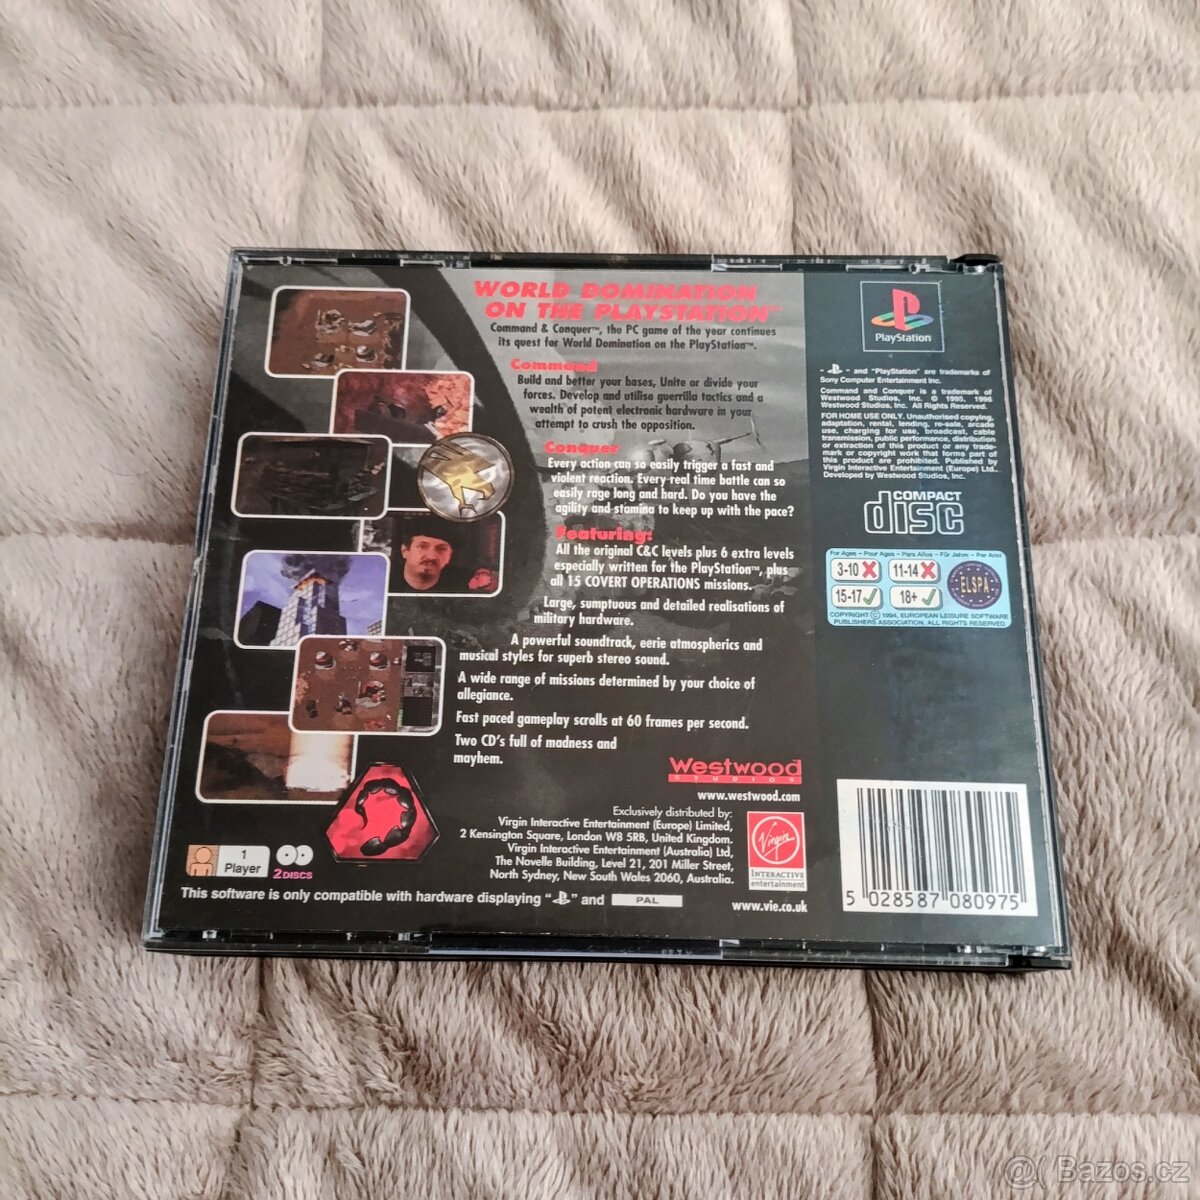 WORLD DOMINATION
ON THE PLAYSTATION™
Command & Conquer™, the PC game of the year continues
its quest for World Domination on the PlayStation™.
Command
Build and better your bases, Unite or divide your
forces. Develop and utilise guerrilla tactics and a
wealth of potent electronic hardware in your
attempt to crush the opposition.
Conquer
Every action can so easily trigger a fast and
violent reaction. Every real time battle can so
easily rage long and hard. Do you have the
agility and stamina to keep up with the pace?
Featuring:
All the original C&C levels plus 6 extra levels
especially written for the PlayStation™, plus
all 15 COVERT OPERATIONS missions.
Large, sumptuous and detailed realisations of
military hardware.
A powerful soundtrack, eerie atmospherics and
musical styles for superb stereo sound.
A wide range of missions determined by your choice of
allegiance.
Fast paced gameplay scrolls at 60 frames per second.
Two CD's full of madness and
mayhem.
Westwood
STUDIOS
www.westwood.com
Exclusively distributed by:
Virgin Interactive Entertainment (Europe) Limited,
2 Kensington Square, London W8 5RB, United Kingdom.
Virgin Interactive Entertainment (Australia) Ltd,
The Novelle Building, Level 21, 201 Miller Street,
North Sydney, New South Wales 2060, Australia.
Virgin
INTERACTIVE
entertainment
www.vie.co.uk
1
Player
2 DISCS
This software is only compatible with hardware displaying " " and PAL
PlayStation
" " and "PlayStation" are trademarks of
Sony Computer Entertainment Inc.
Command and Conquer is a trademark of
Westwood Studios, Inc. © 1995, 1996
Westwood Studios, Inc. All Rights Reserved.
FOR HOME USE ONLY. Unauthorised copying,
adaptation, rental, lending, re-sale, arcade
use, charging for use, broadcast, cable
transmission, public performance, distribution
or extraction of this product or any trade-
mark or copyright work that forms part of
this product are prohibited. Published by
Virgin Interactive Entertainment (Europe) Ltd.
Developed by Westwood Studios, Inc.
COMPACT
disc
For Ages - Pour Ages - Para Años - Für Jahre - Per Anni
3-10 11-14
15-17 18+
ELSPA
COPYRIGHT © 1994, EUROPEAN LEISURE SOFTWARE
PUBLISHERS ASSOCIATION. ALL RIGHTS RESERVED
5 028587 080975
Bazos.cz